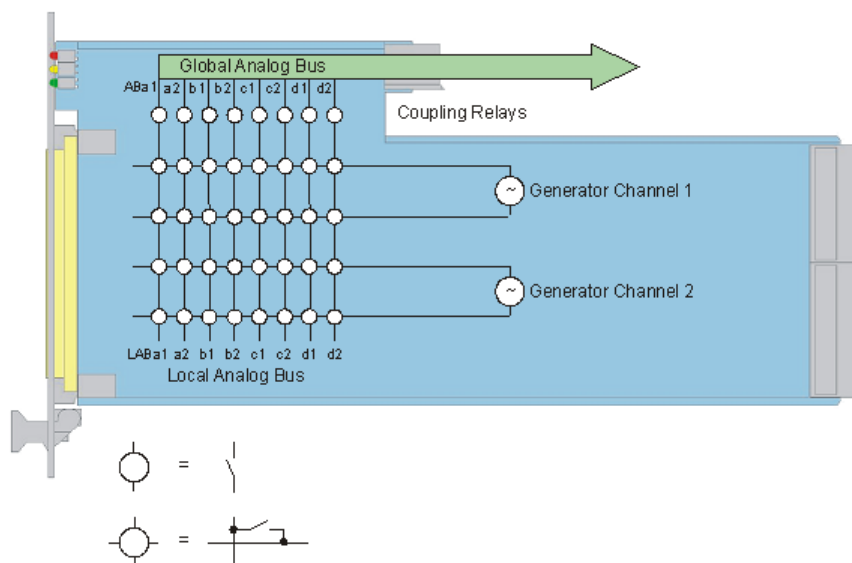 Global Analog Bus
ABa1 a2 b1 b2 c1 c2 d1 d2
Coupling Relays
Generator Channel 1
~
Generator Channel 2
~
LABa1 a2 b1 b2 c1 c2 d1 d2
Local Analog Bus
=
=